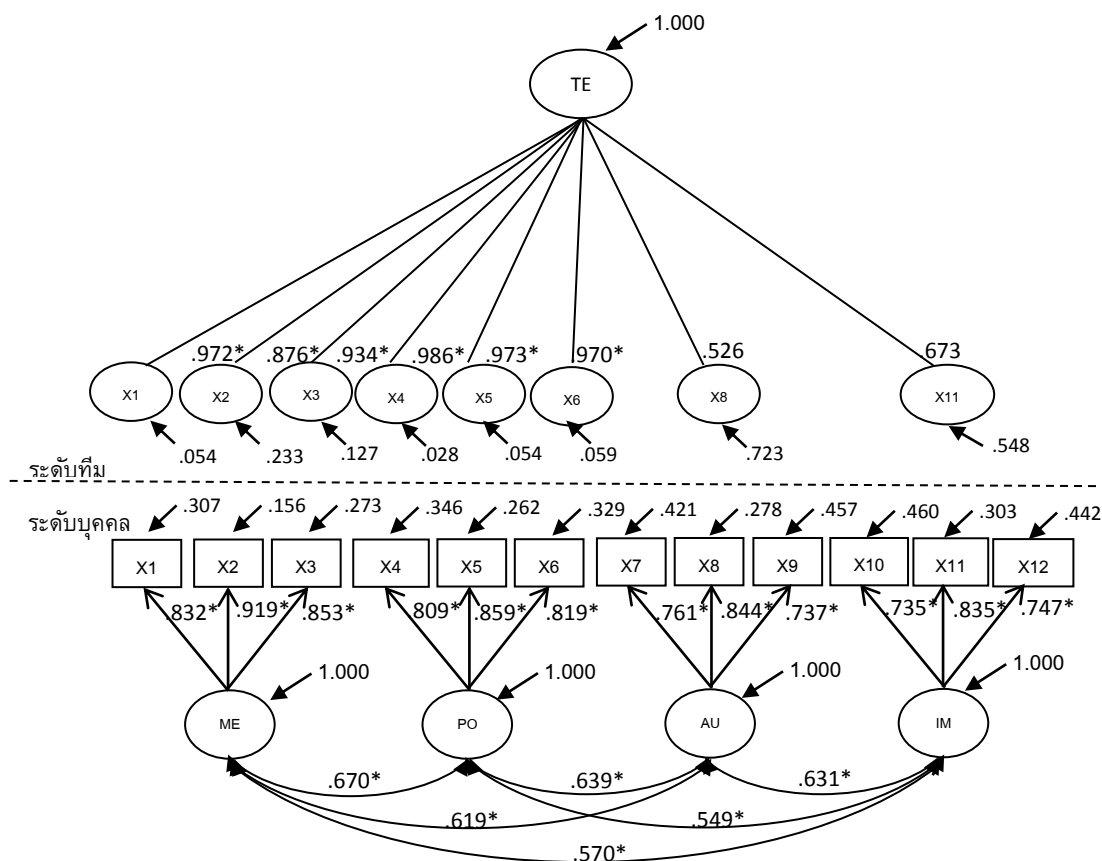 1.000
TE
.972* .876* .934* .986* .973* .970* .526 .673
X1 X2 X3 X4 X5 X6 X8 X11
.054 .233 .127 .028 .054 .059 .723 .548
ระดับทีม
ระดับบุคคล
.307 .156 .273 .346 .262 .329 .421 .278 .457 .460 .303 .442
X1 X2 X3 X4 X5 X6 X7 X8 X9 X10 X11 X12
.832* .919* .853* .809* .859* .819* .761* .844* .737* .735* .835* .747*
1.000 1.000 1.000 1.000
ME PO AU IM
.670* .639* .631*
.619* .549*
.570*